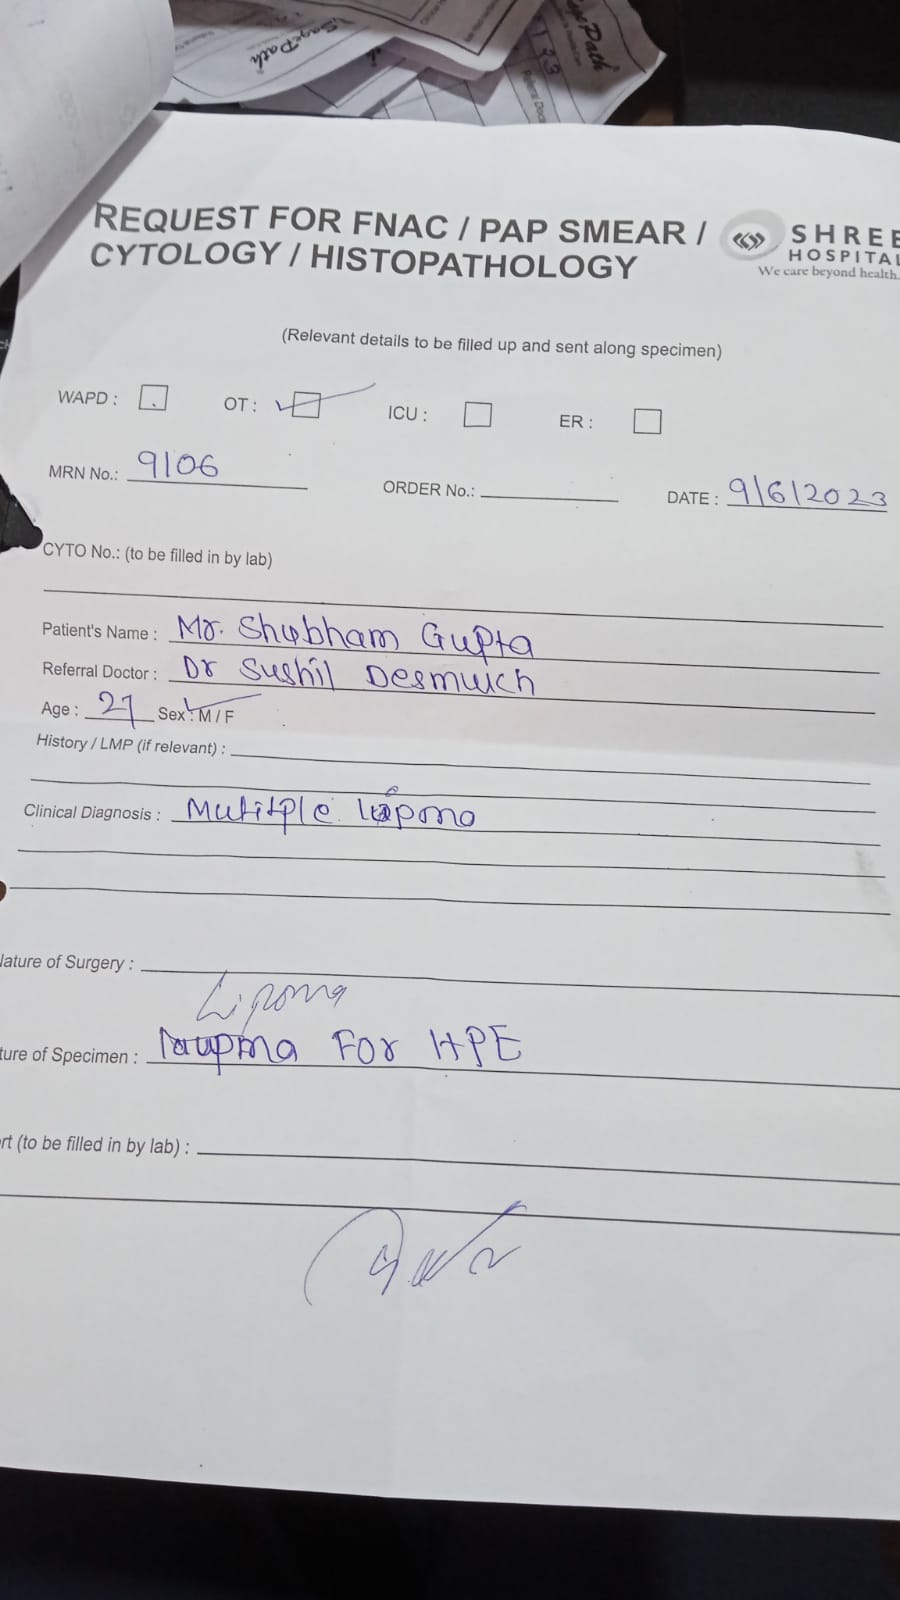 SagePath
Path
REQUEST FOR FNAC / PAP SMEAR /
CYTOLOGY / HISTOPATHOLOGY
SHREE
HOSPITAL
We care beyond health.
(Relevant details to be filled up and sent along specimen)
WAPD : OT : ICU : ER :
MRN No.: 9106 ORDER No.: DATE : 9/6/2023
CYTO No.: (to be filled in by lab)
Patient's Name : Mr. Shubham Gupta
Referral Doctor : Dr Sushil Desmukh
Age : 27 Sex : M / F
History / LMP (if relevant) :
Clinical Diagnosis : Mulitple
Nature of Surgery :
Lipoma
ture of Specimen : For HPE
rt (to be filled in by lab) :